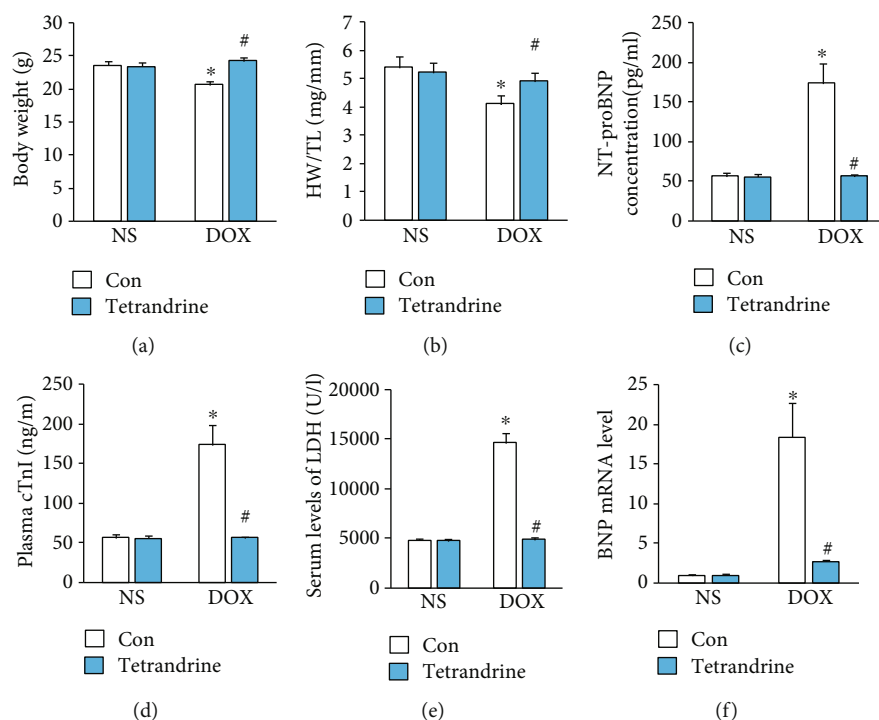 30
25
20
15
10
5
0
Body weight (g)
*
#
NS
DOX
Con
Tetrandrine
(a)
7
6
5
4
3
2
1
0
HW/TL (mg/mm)
*
#
NS
DOX
Con
Tetrandrine
(b)
250
200
150
100
50
0
NT-proBNP
concentration(pg/ml)
*
#
NS
DOX
Con
Tetrandrine
(c)
250
200
150
100
50
0
Plasma cTnI (ng/m)
*
#
NS
DOX
Con
Tetrandrine
(d)
20000
15000
10000
5000
0
Serum levels of LDH (U/l)
*
#
NS
DOX
Con
Tetrandrine
(e)
25
20
15
10
5
0
BNP mRNA level
*
#
NS
DOX
Con
Tetrandrine
(f)